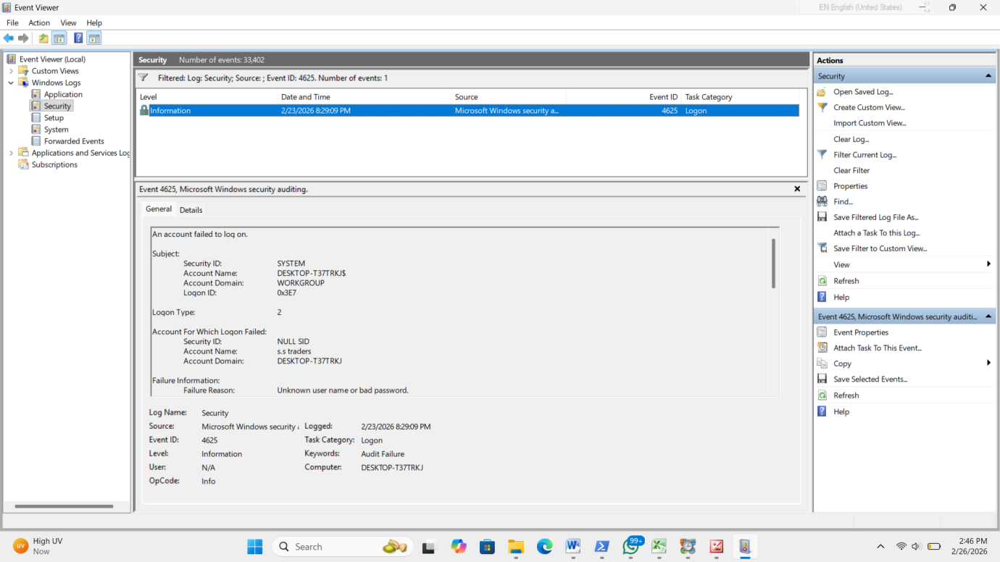 Event Viewer
EN English (United States)
File Action View Help
Event Viewer (Local)
Custom Views
Windows Logs
Application
Security
Setup
System
Forwarded Events
Applications and Services Log
Subscriptions
Security Number of events: 33,402
Filtered: Log: Security; Source: ; Event ID: 4625. Number of events: 1
Level Date and Time Source Event ID Task Category
Information 2/23/2026 8:29:09 PM Microsoft Windows security a... 4625 Logon
Event 4625, Microsoft Windows security auditing.
General Details
An account failed to log on.
Subject:
Security ID: SYSTEM
Account Name: DESKTOP-T37TRKJ$
Account Domain: WORKGROUP
Logon ID: 0x3E7
Logon Type: 2
Account For Which Logon Failed:
Security ID: NULL SID
Account Name: s.s traders
Account Domain: DESKTOP-T37TRKJ
Failure Information:
Failure Reason: Unknown user name or bad password.
Log Name: Security
Source: Microsoft Windows security Logged: 2/23/2026 8:29:09 PM
Event ID: 4625 Task Category: Logon
Level: Information Keywords: Audit Failure
User: N/A Computer: DESKTOP-T37TRKJ
OpCode: Info
Actions
Security
Open Saved Log...
Create Custom View...
Import Custom View...
Clear Log...
Filter Current Log...
Clear Filter
Properties
Find...
Save Filtered Log File As...
Attach a Task To this Log...
Save Filter to Custom View...
View
Refresh
Help
Event 4625, Microsoft Windows security auditi...
Event Properties
Attach Task To This Event...
Copy
Save Selected Events...
Refresh
Help
UV
High UV
Now
Search
99+
2:46 PM
2/26/2026